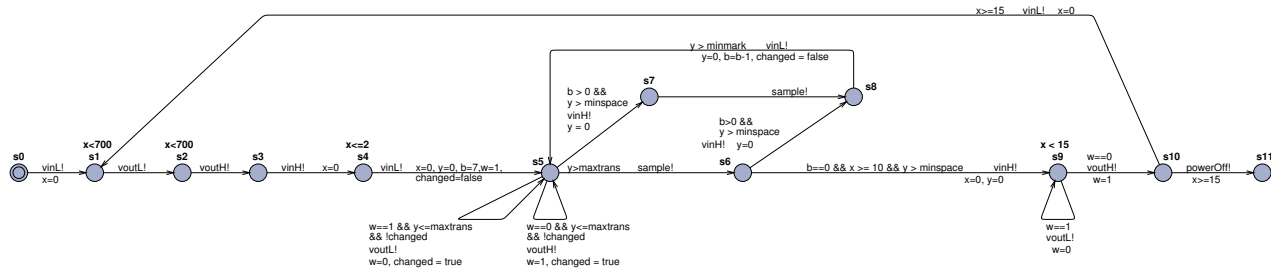 x>=15 vinL! x=0
y > minmark vinL!
y=0, b=b-1, changed = false
s7
s8
b > 0 &&
y > minspace
vinH!
y = 0
sample!
b>0 &&
y > minspace
vinH! y=0
x<700
x<700
x<=2
x < 15
s0
s1
s2
s3
s4
s5
s6
s9
s10
s11
vinL!
x=0
voutL!
voutH!
vinH! x=0
vinL! x=0, y=0, b=7,w=1,
changed=false
y>maxtrans sample!
b==0 && x >= 10 && y > minspace vinH!
x=0, y=0
w==0
voutH!
w=1
powerOff!
x>=15
w==1 && y<=maxtrans
&& !changed
voutL!
w=0, changed = true
w==0 && y<=maxtrans
&& !changed
voutH!
w=1, changed = true
w==1
voutL!
w=0